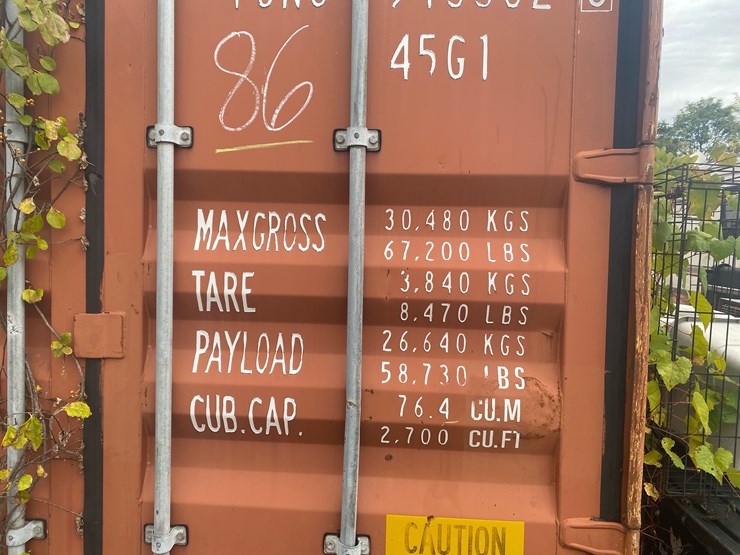 86
45G1
MAXGROSS 30,480 KGS
67,200 LBS
TARE 3,840 KGS
8,470 LBS
PAYLOAD 26,640 KGS
58,730 LBS
CUB.CAP. 76.4 CU.M
2,700 CU.FT
CAUTION